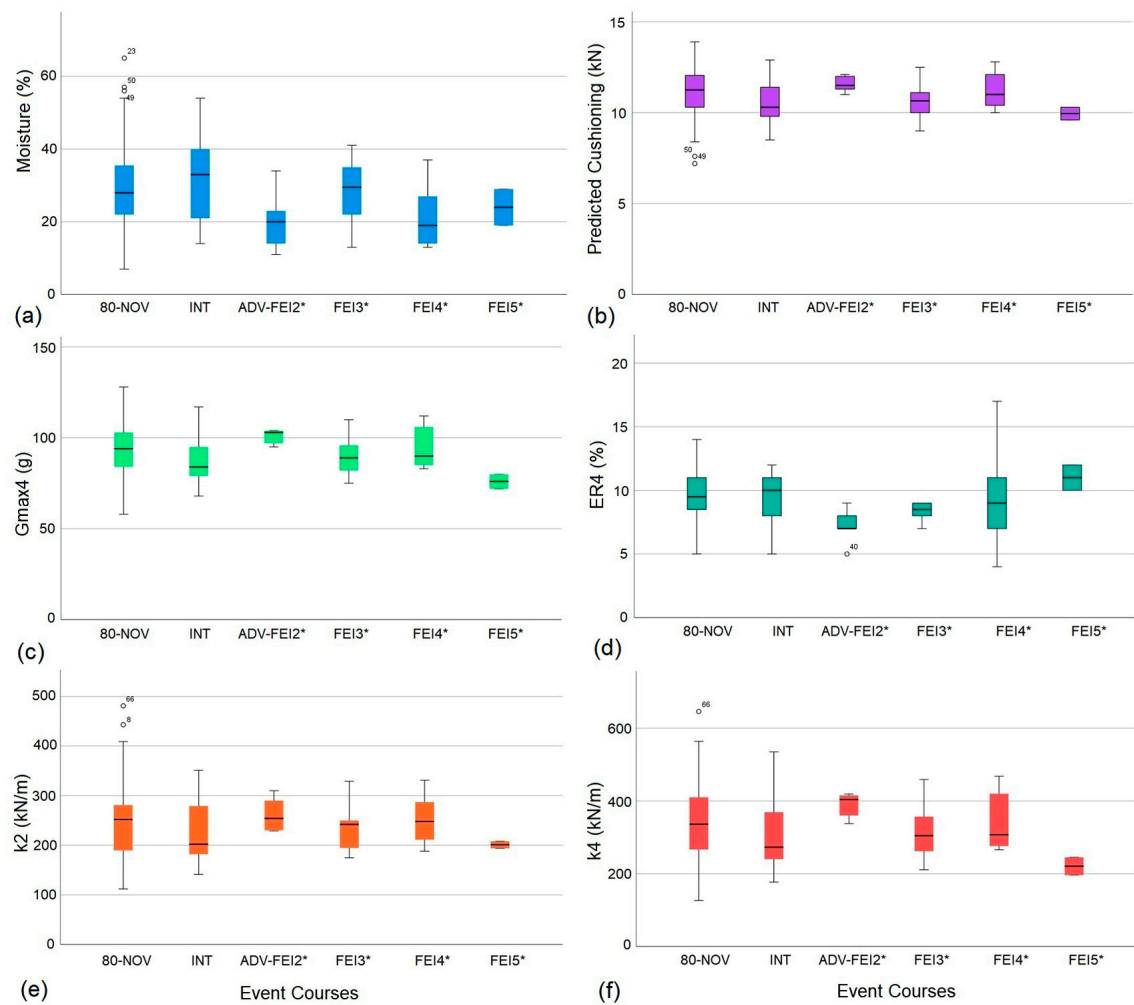 Moisture (%)
60
40
20
0
23
50
49
80-NOV INT ADV-FEI2* FEI3* FEI4* FEI5*
(a)
Predicted Cushioning (kN)
15
10
5
0
50 49
80-NOV INT ADV-FEI2* FEI3* FEI4* FEI5*
(b)
Gmax4 (g)
150
100
50
0
80-NOV INT ADV-FEI2* FEI3* FEI4* FEI5*
(c)
ER4 (%)
20
15
10
5
0
40
80-NOV INT ADV-FEI2* FEI3* FEI4* FEI5*
(d)
k2 (kN/m)
500
400
300
200
100
0
66
8
80-NOV INT ADV-FEI2* FEI3* FEI4* FEI5*
(e)
Event Courses
k4 (kN/m)
600
400
200
0
66
80-NOV INT ADV-FEI2* FEI3* FEI4* FEI5*
(f)
Event Courses